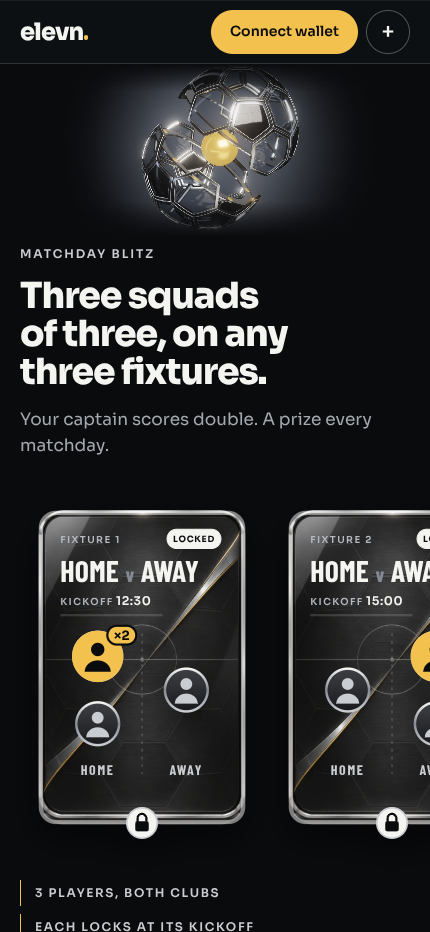 elevn.
Connect wallet
+
MATCHDAY BLITZ
Three squads
of three, on any
three fixtures.
Your captain scores double. A prize every
matchday.
FIXTURE 1
LOCKED
HOME v AWAY
KICKOFF 12:30
×2
HOME
AWAY
FIXTURE 2
HOME v
KICKOFF 15:00
HOME
3 PLAYERS, BOTH CLUBS
EACH LOCKS AT ITS KICKOFF